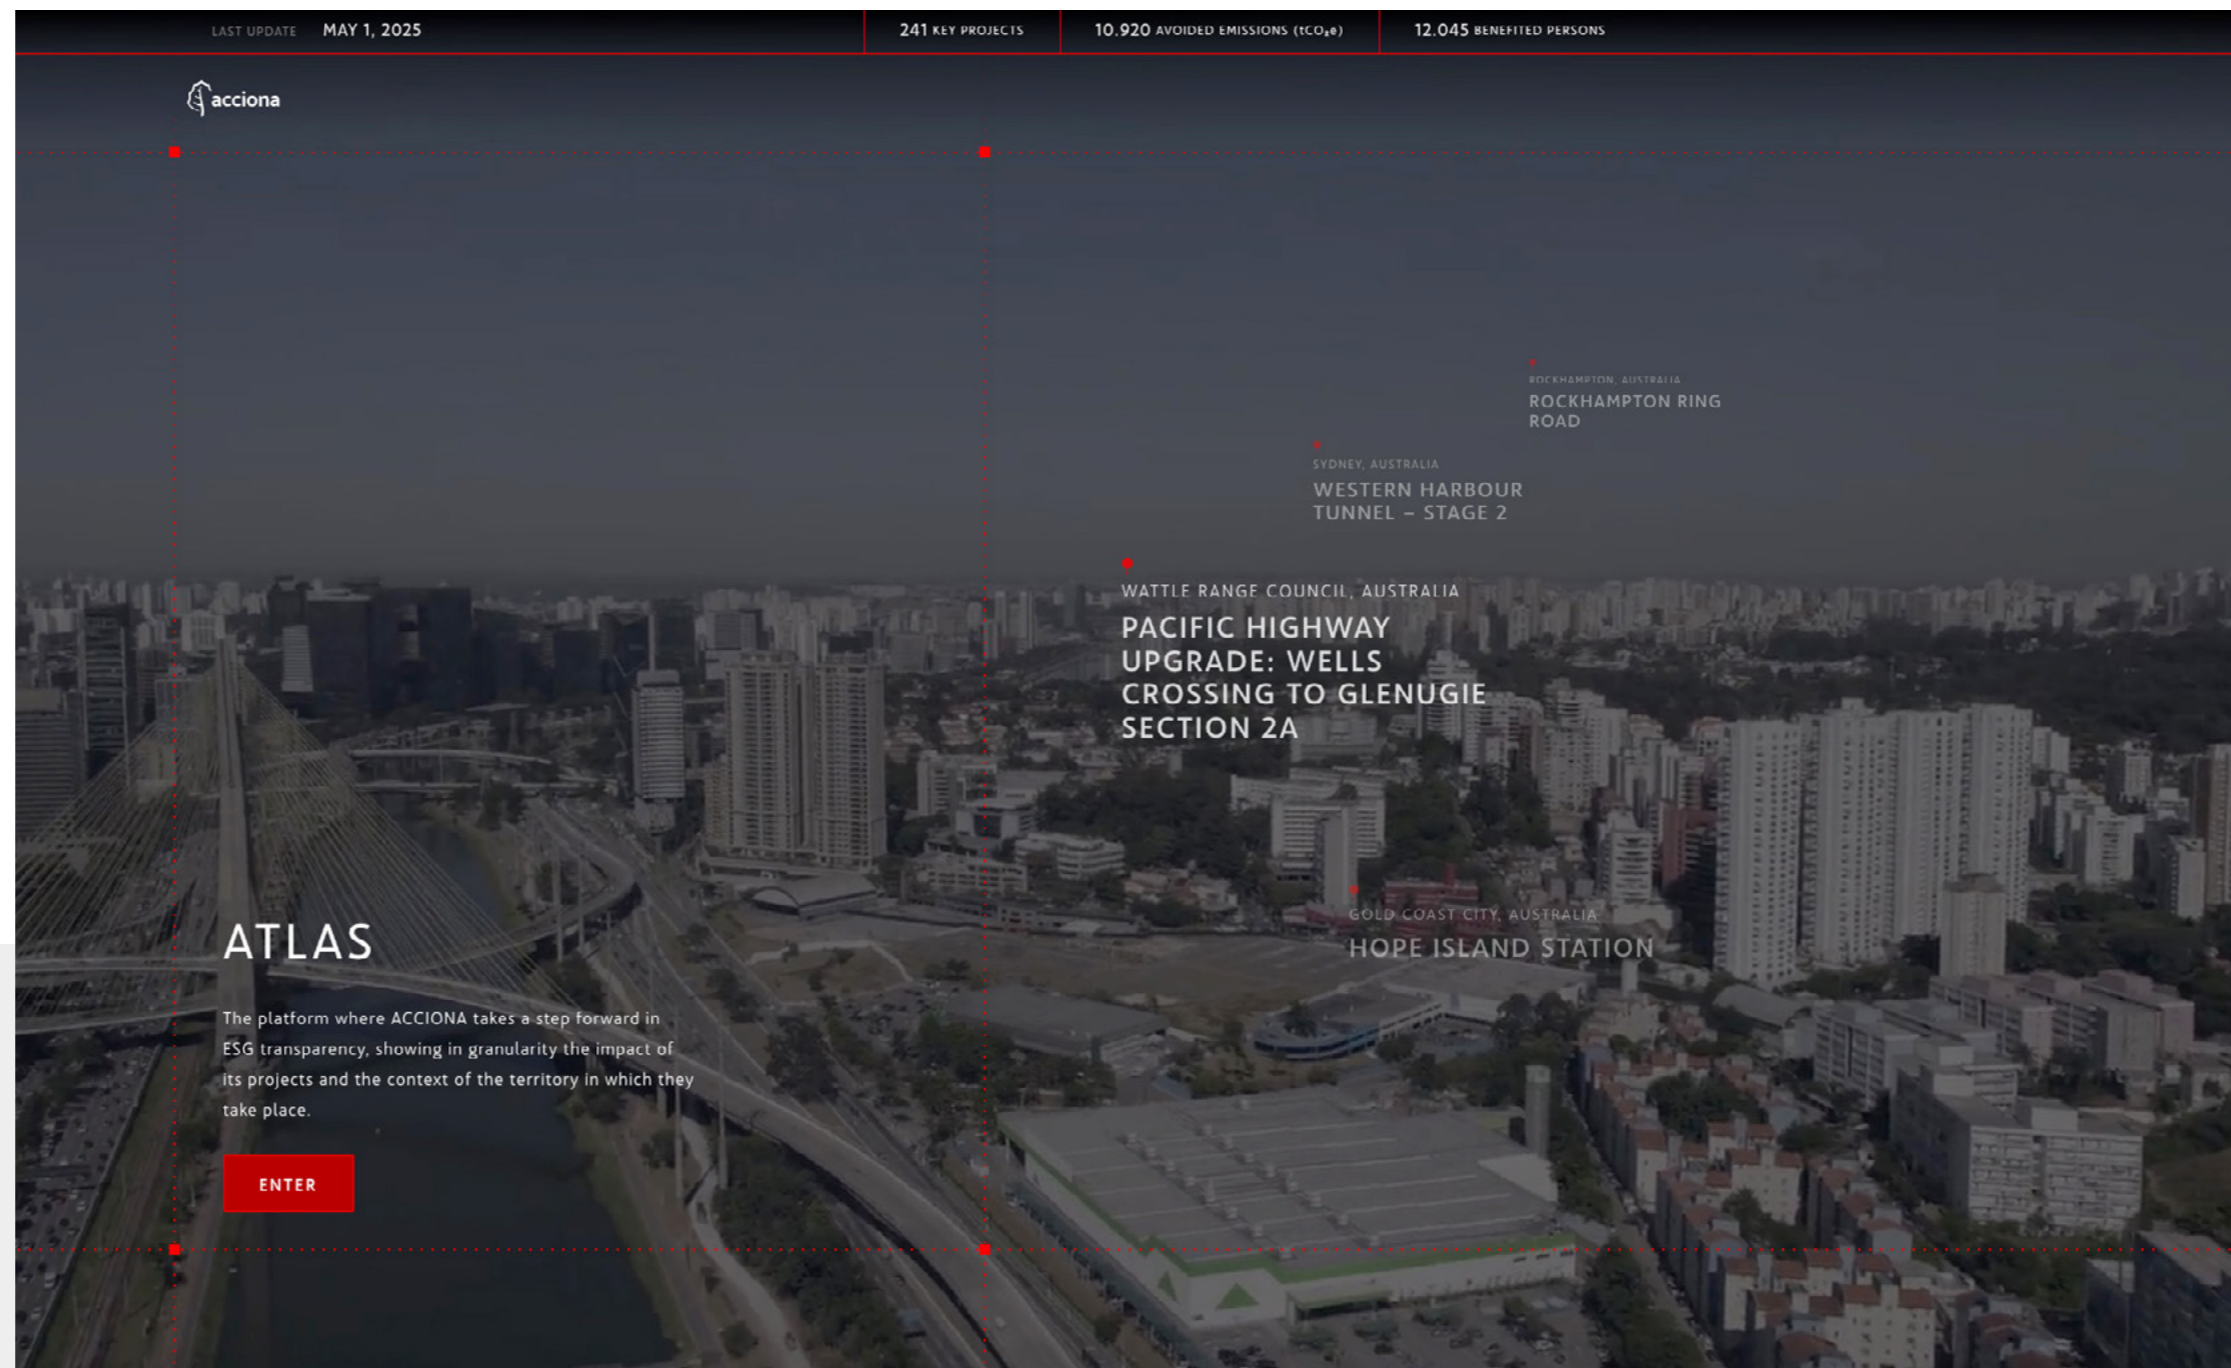 LAST UPDATE MAY 1, 2025
241 KEY PROJECTS
10.920 AVOIDED EMISSIONS (tCO₂e)
12.045 BENEFITED PERSONS
acciona
ROCKHAMPTON, AUSTRALIA
ROCKHAMPTON RING
ROAD
SYDNEY, AUSTRALIA
WESTERN HARBOUR
TUNNEL – STAGE 2
WATTLE RANGE COUNCIL, AUSTRALIA
PACIFIC HIGHWAY
UPGRADE: WELLS
CROSSING TO GLENUGIE
SECTION 2A
GOLD COAST CITY, AUSTRALIA
HOPE ISLAND STATION
ATLAS
The platform where ACCIONA takes a step forward in
ESG transparency, showing in granularity the impact of
its projects and the context of the territory in which they
take place.
ENTER